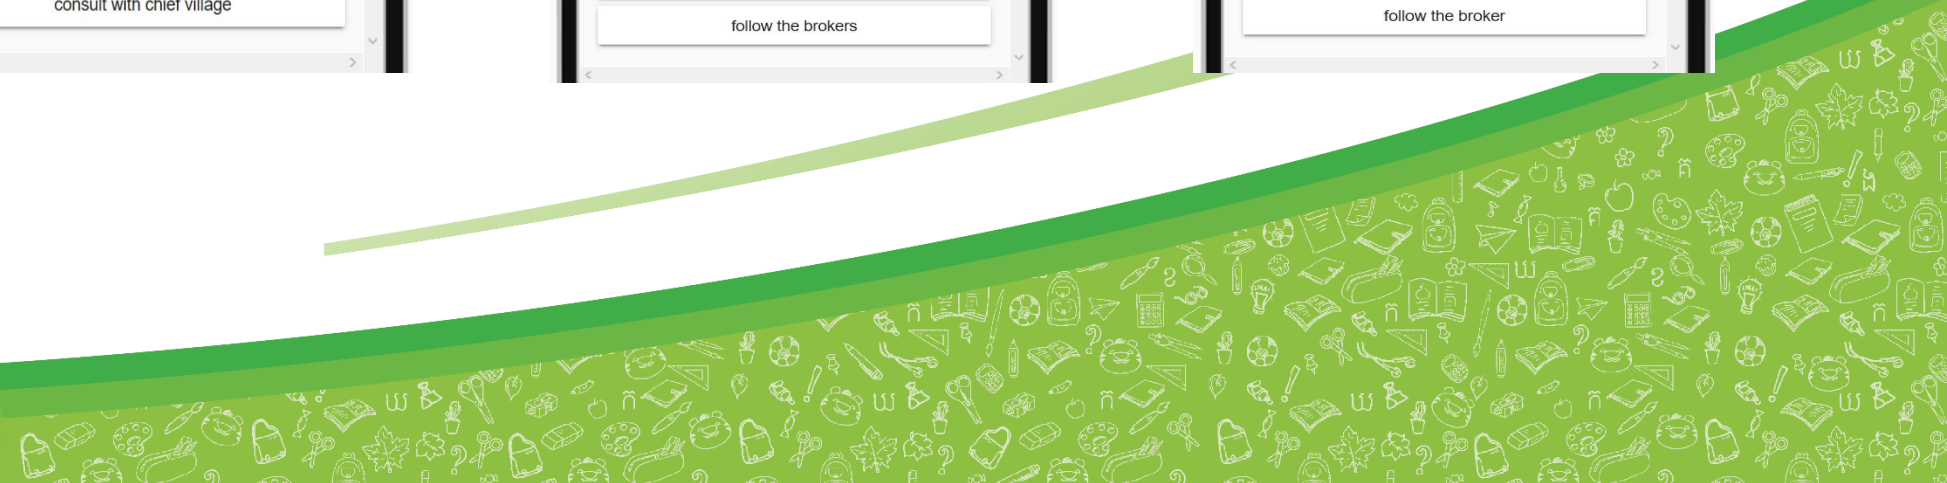 consult with chief village
follow the brokers
follow the broker